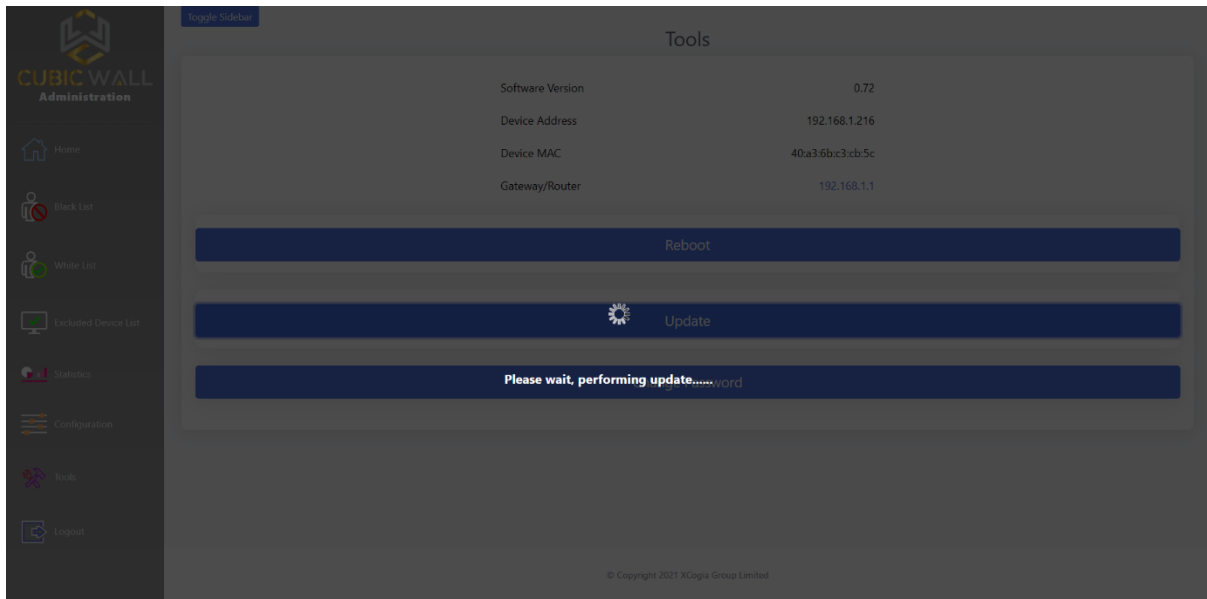 Toggle Sidebar
CUBIC WALL
Administration
Home
Black List
White List
Excluded Device List
Statistics
Configuration
Tools
Logout
Tools
Software Version 0.72
Device Address 192.168.1.216
Device MAC 40:a3:6b:c3:cb:5c
Gateway/Router 192.168.1.1
Reboot
Update
Please wait, performing update......
Change Password
© Copyright 2021 XCogia Group Limited